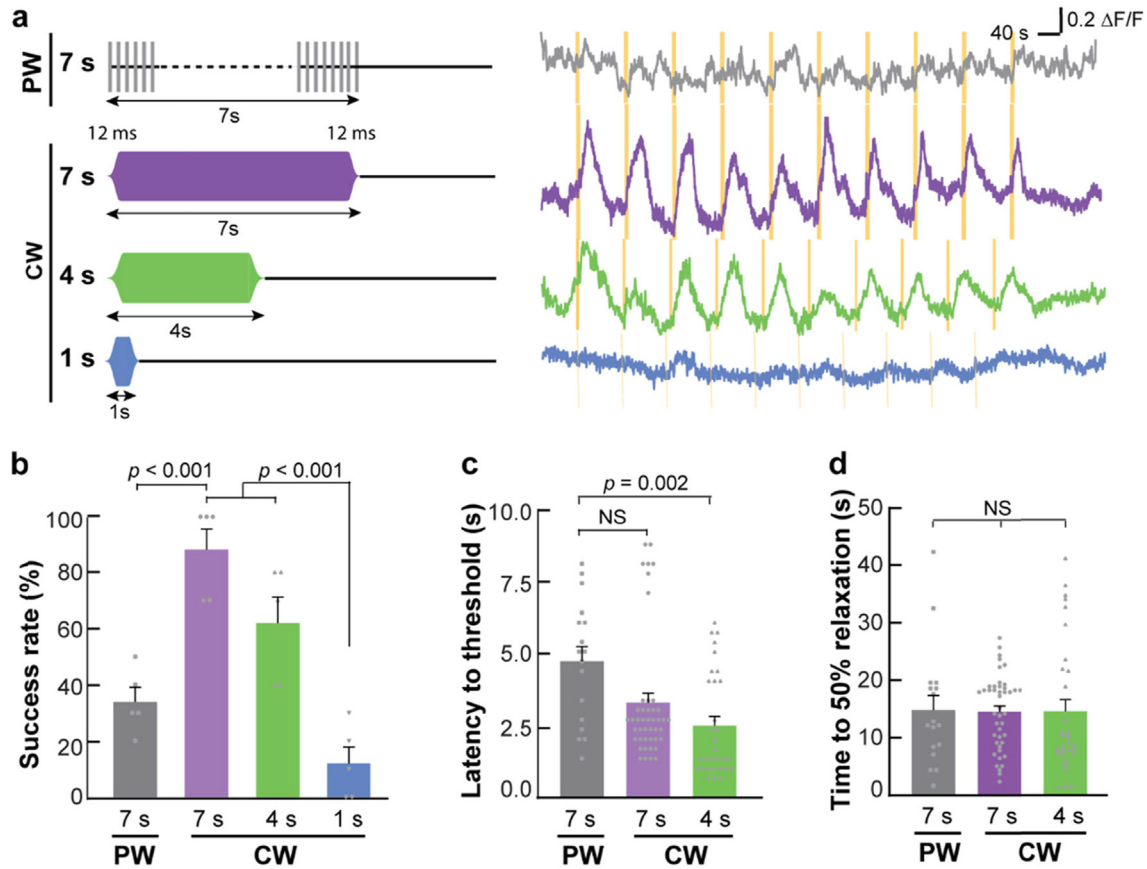 a
PW
7 s
7s
12 ms 12 ms
CW
7 s
7s
4 s
4s
1 s
1s
40 s 0.2 ΔF/F
b
p < 0.001 p < 0.001
Success rate (%)
100
80
60
40
20
0
7 s 7 s 4 s 1 s
PW CW
c
p = 0.002
NS
Latency to threshold (s)
10.0
7.5
5.0
2.5
0.0
7 s 7 s 4 s
PW CW
d
NS
Time to 50% relaxation (s)
50
40
30
20
10
0
7 s 7 s 4 s
PW CW